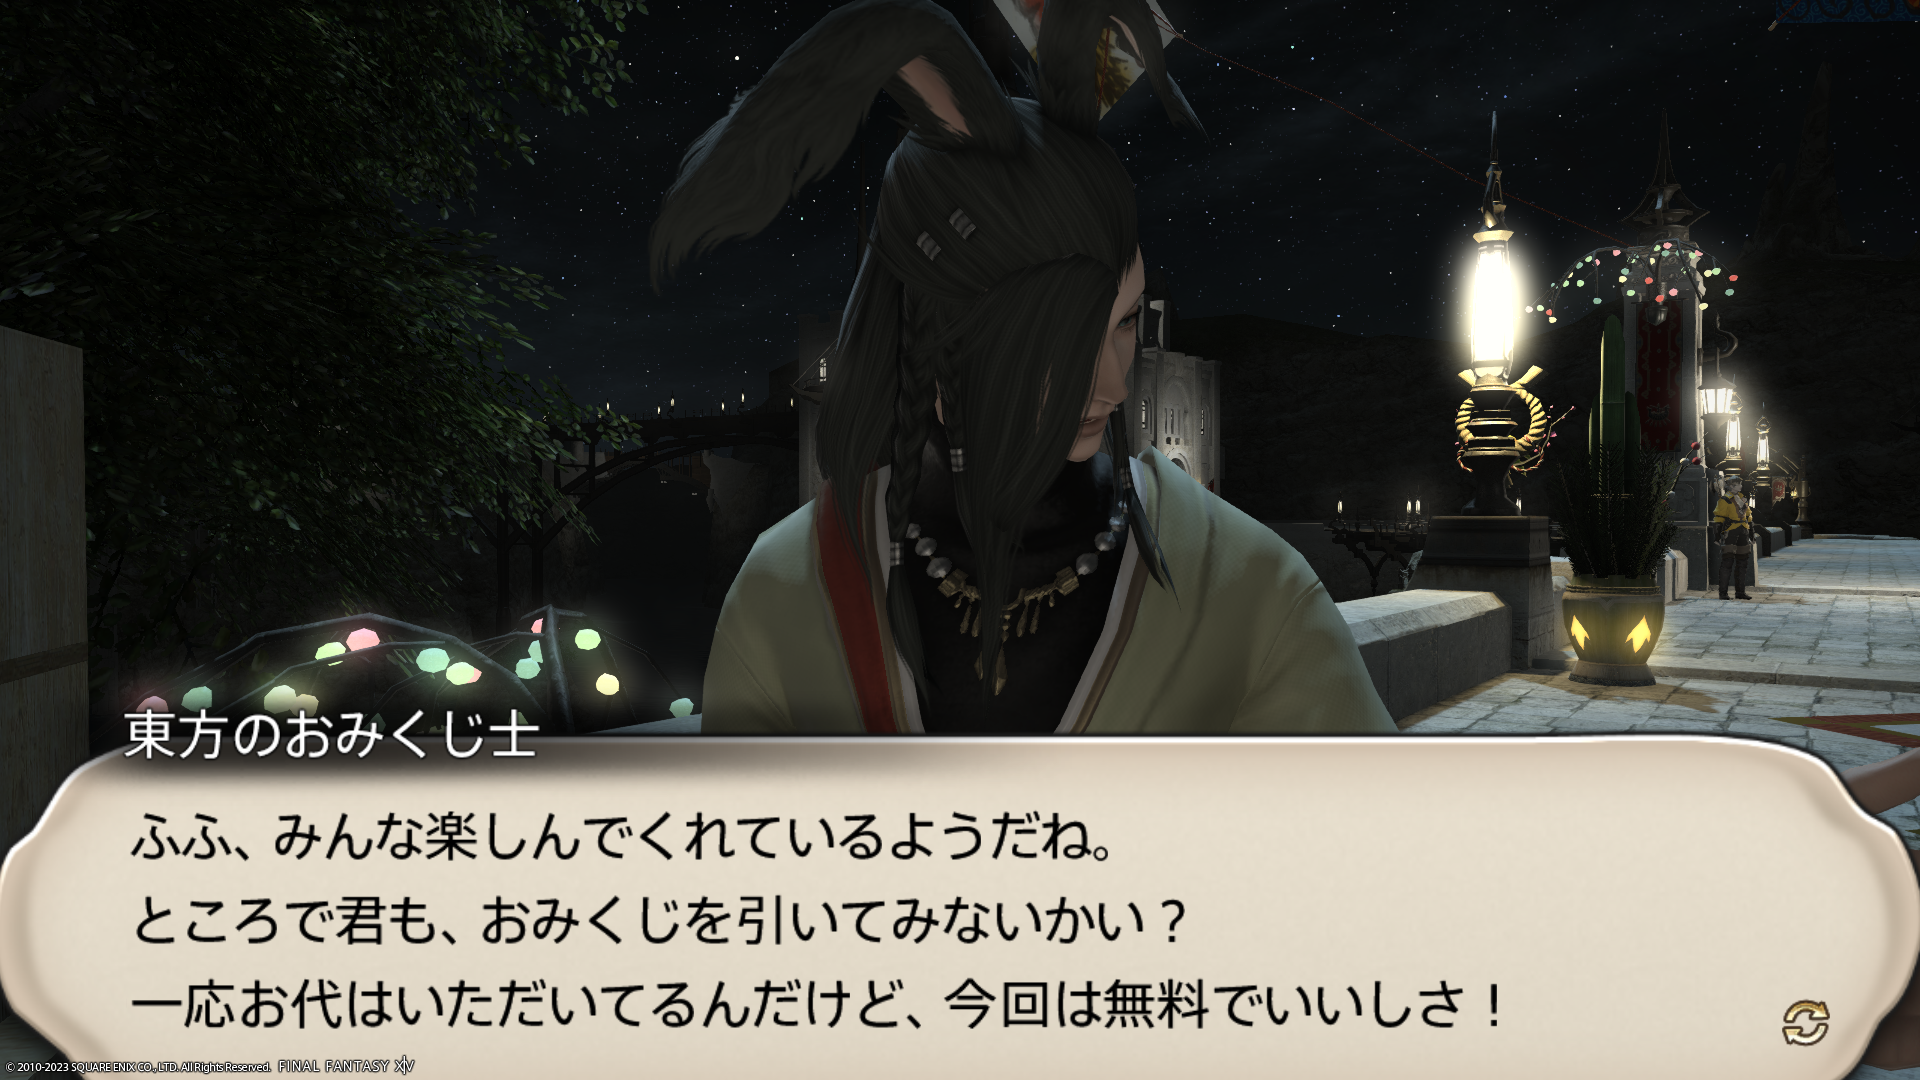 東方のおみくじ士
ふふ、みんな楽しんでくれているようだね。
ところで君も、おみくじを引いてみないかい？
一応お代はいただいてるんだけど、今回は無料でいいしさ！
© 2010-2023 SQUARE ENIX CO., LTD. All Rights Reserved. FINAL FANTASY XIV